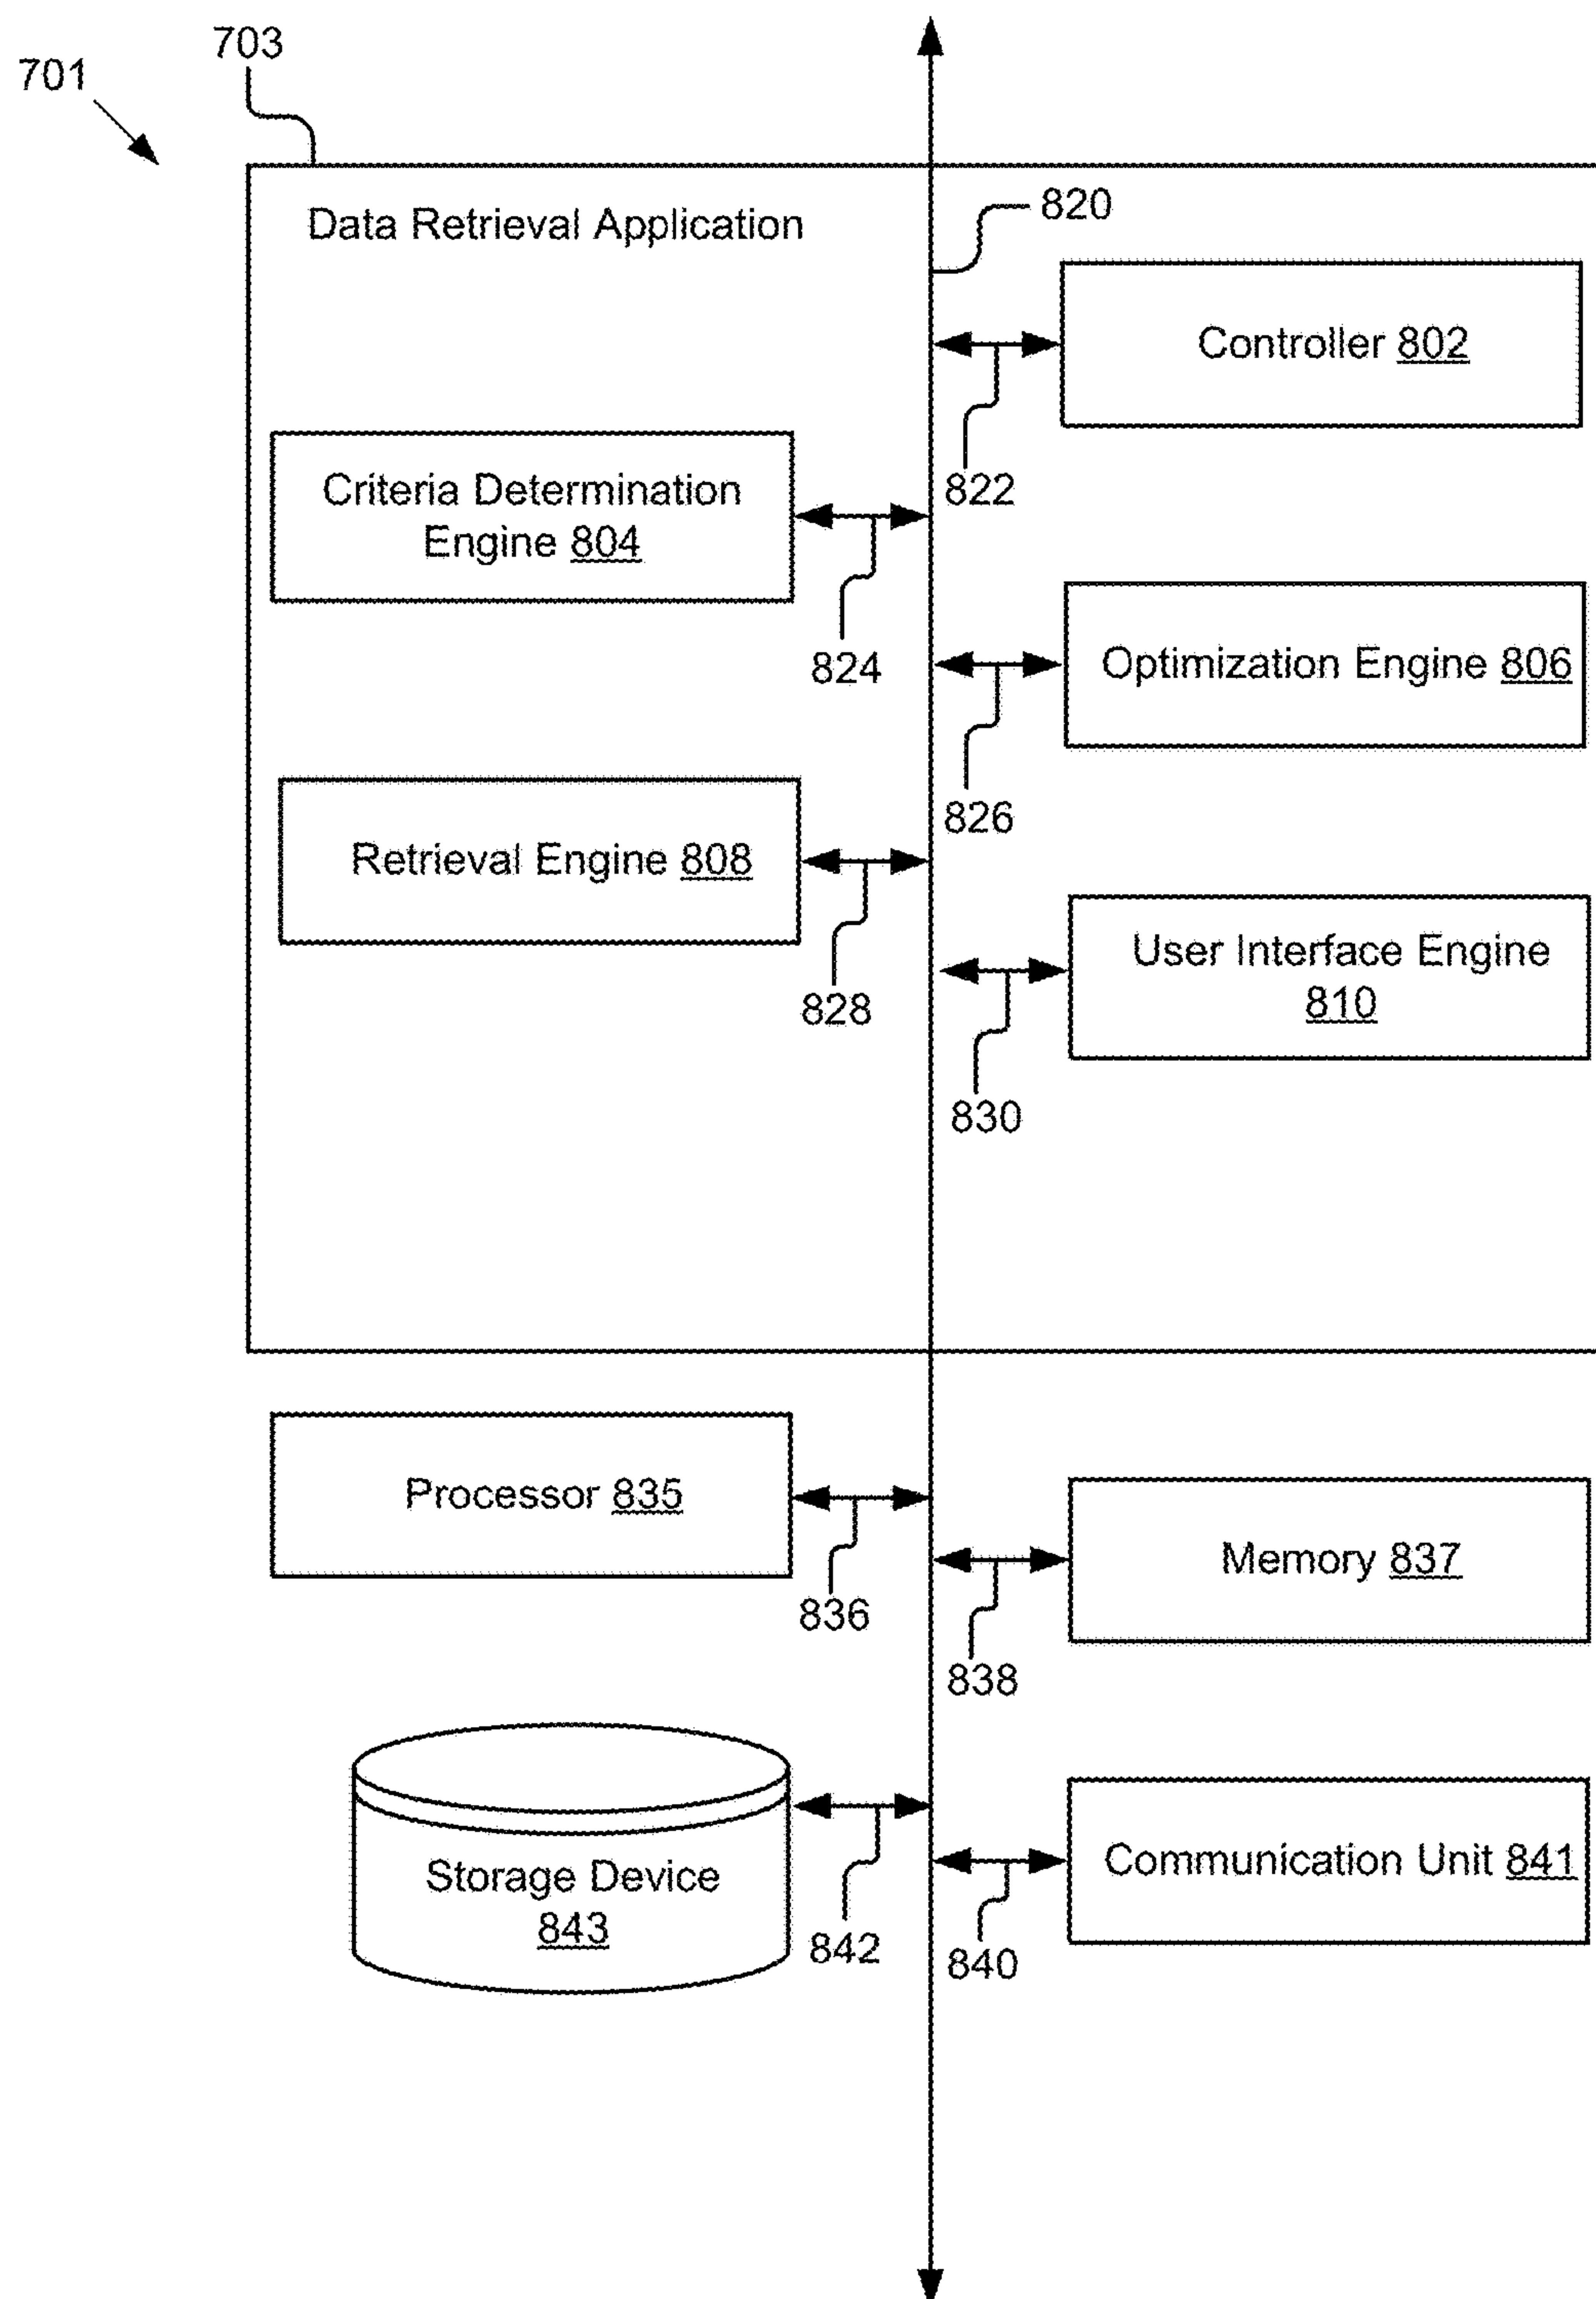 703
701
Data Retrieval Application
820
Controller 802
822
Criteria Determination
Engine 804
824
Optimization Engine 806
826
Retrieval Engine 808
828
User Interface Engine
810
830
Processor 835
836
Memory 837
838
Storage Device
843
842
Communication Unit 841
840